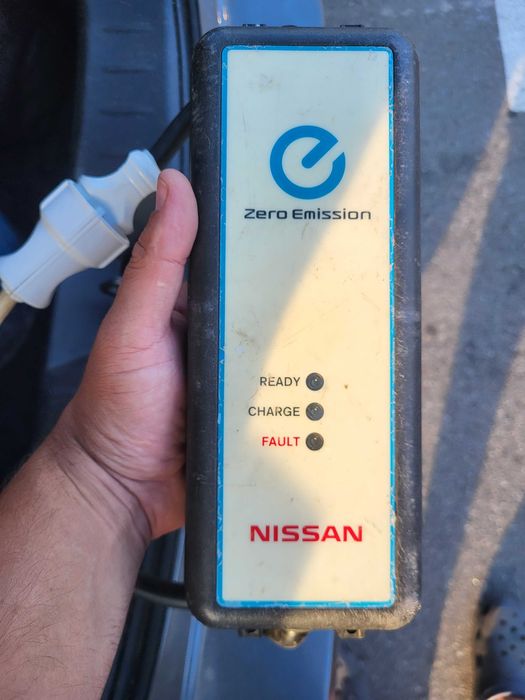 Zero Emission
READY
CHARGE
FAULT
NISSAN